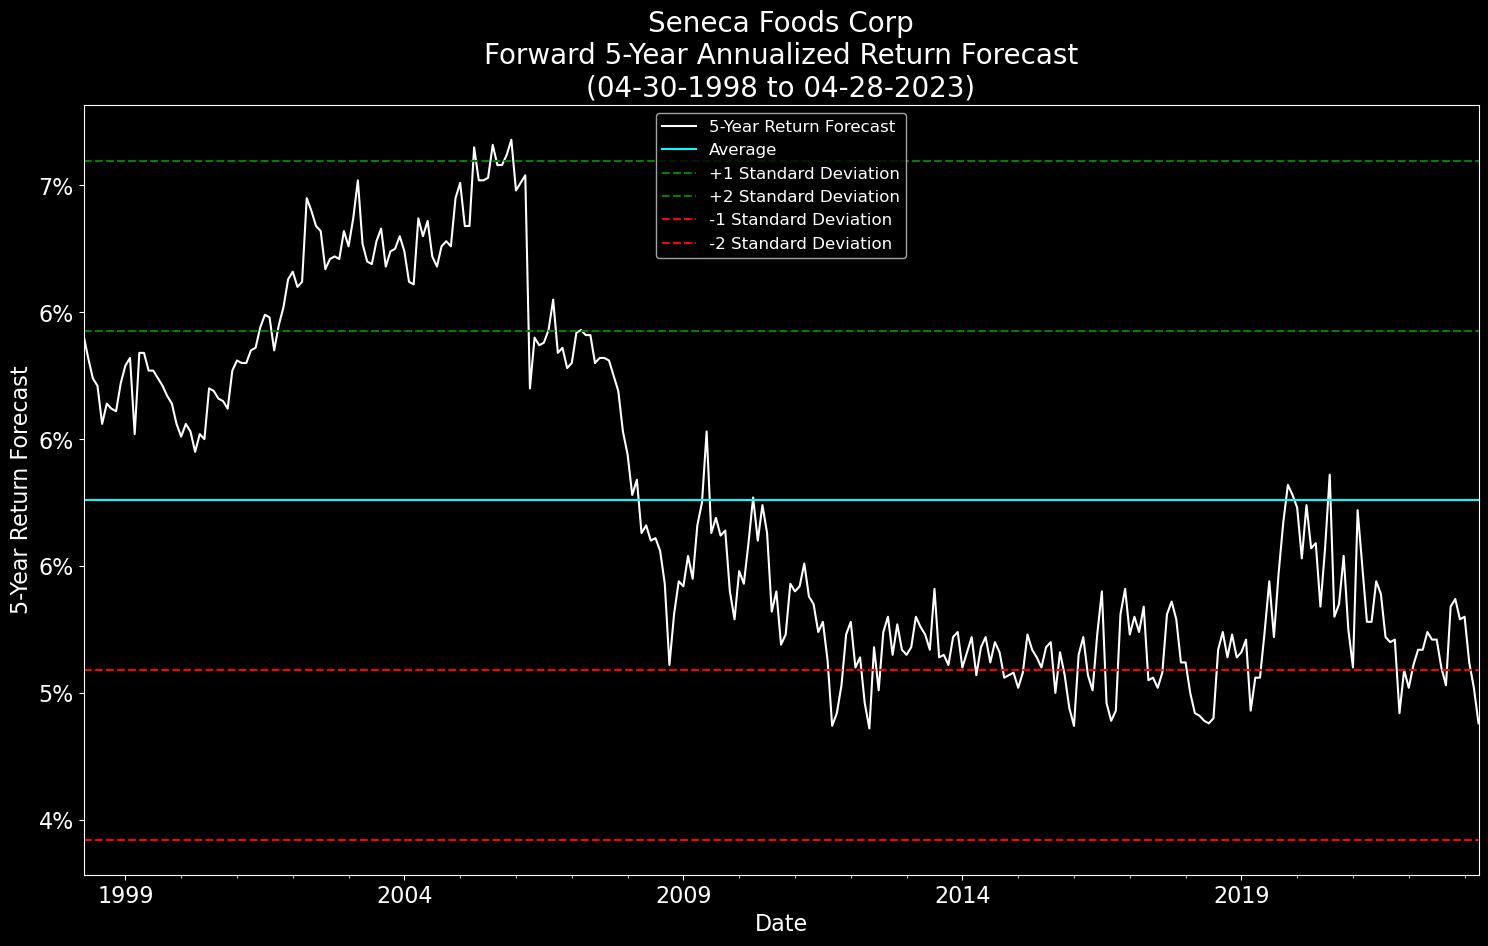 Seneca Foods Corp
Forward 5-Year Annualized Return Forecast
(04-30-1998 to 04-28-2023)
5-Year Return Forecast
Average
+1 Standard Deviation
+2 Standard Deviation
-1 Standard Deviation
-2 Standard Deviation
7%
6%
6%
6%
5%
4%
5-Year Return Forecast
1999
2004
2009
2014
2019
Date